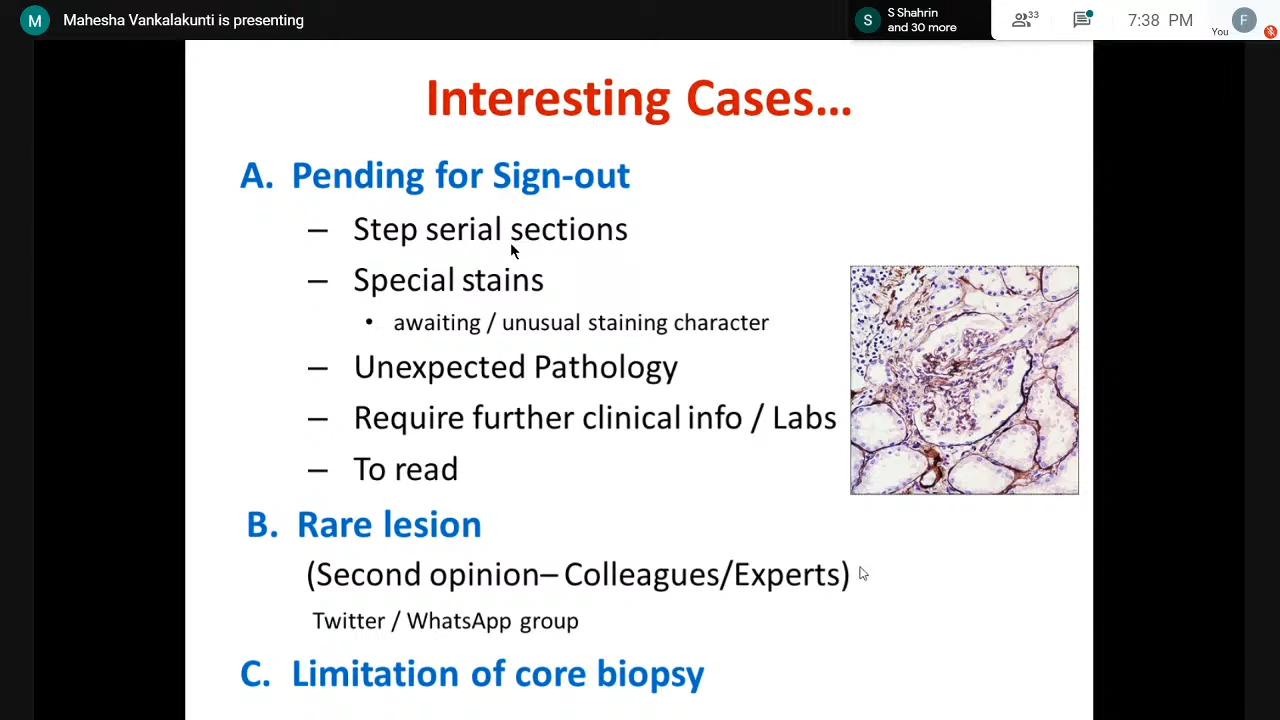 M Mahesha Vankalakunti is presenting
S S Shahrin and 30 more
33
7:38 PM
You
F
Interesting Cases...
A. Pending for Sign-out
– Step serial sections
– Special stains
• awaiting / unusual staining character
– Unexpected Pathology
– Require further clinical info / Labs
– To read
B. Rare lesion
(Second opinion– Colleagues/Experts)
Twitter / WhatsApp group
C. Limitation of core biopsy